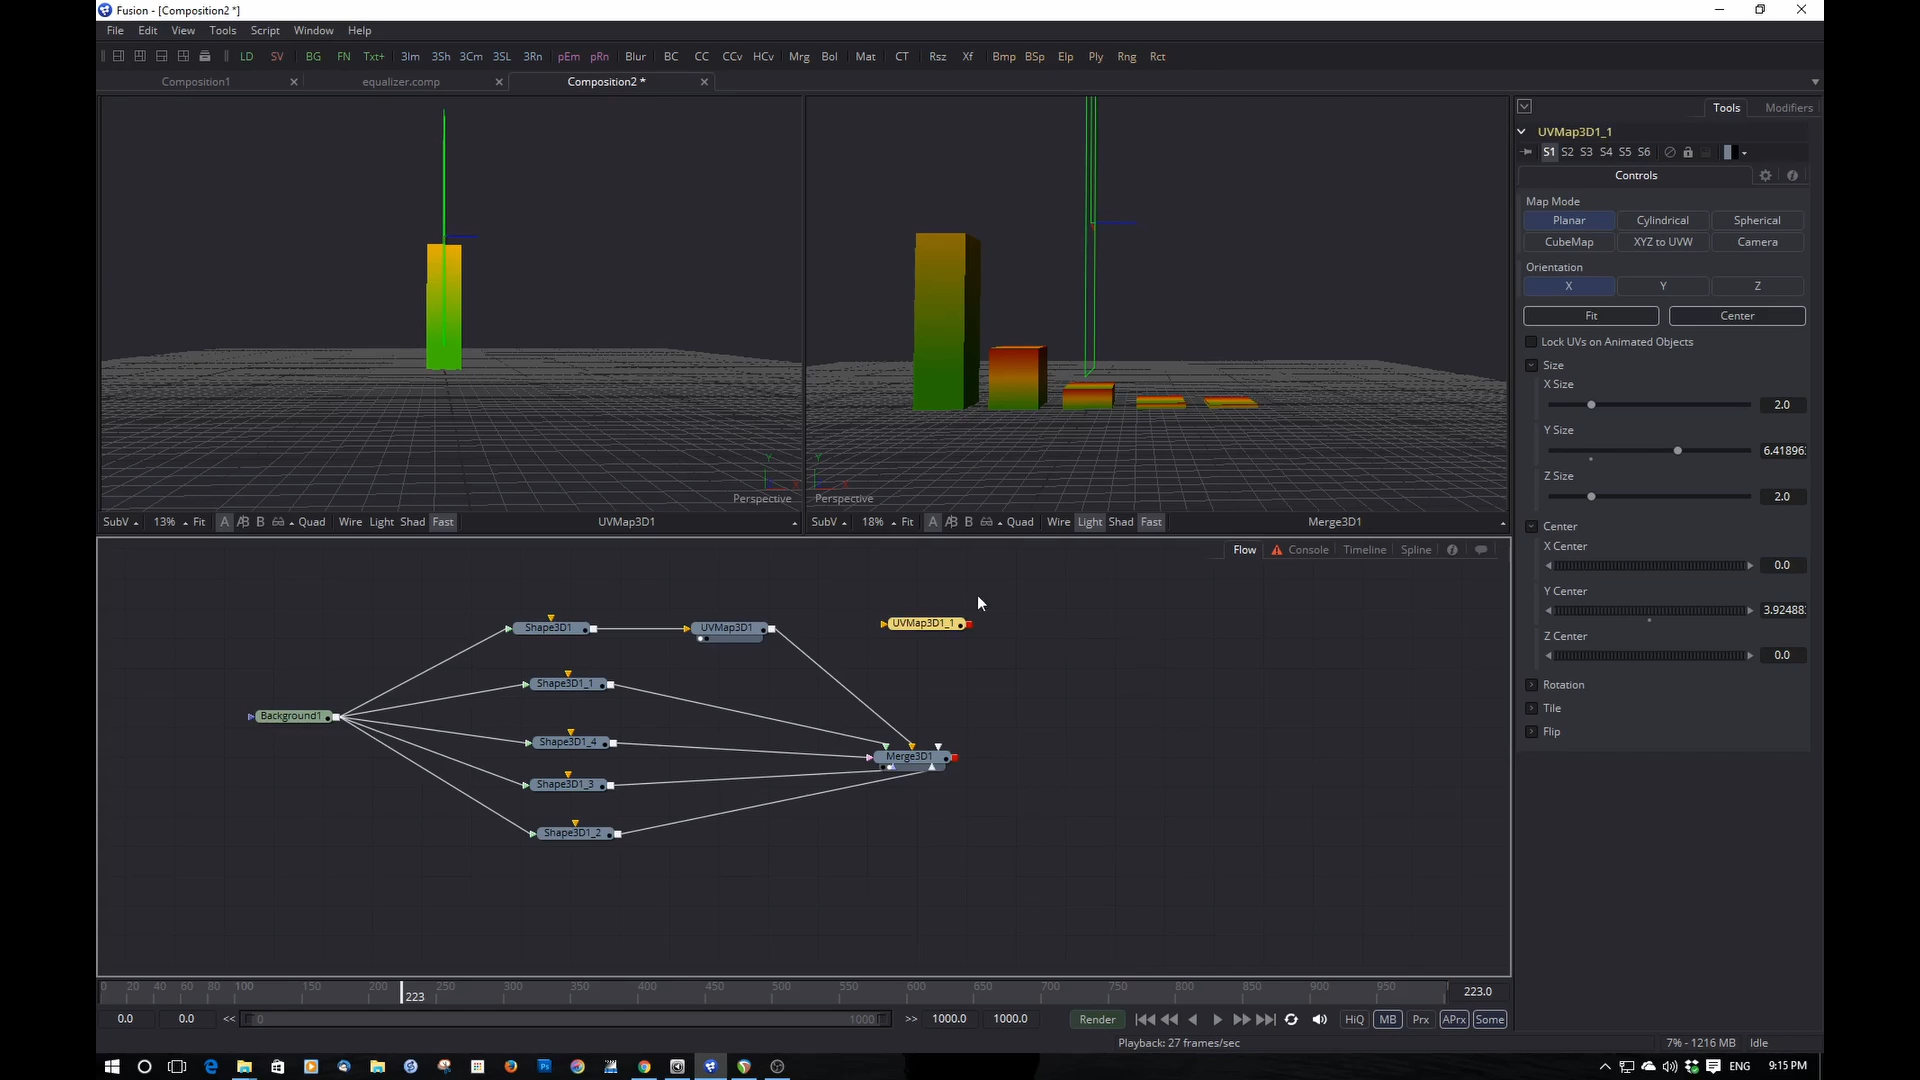 Fusion - [Composition2 *]
File Edit View Tools Script Window Help
LD SV BG FN Txt+ 3Im 3Sh 3Cm 3SL 3Rn pEm pRn Blur BC CC CCv HCv Mrg Bol Mat CT Rsz Xf Bmp BSp Elp Ply Rng Rct
Composition1 equalizer.comp Composition2 *
Tools Modifiers
UVMap3D1_1
S1 S2 S3 S4 S5 S6
Controls
Map Mode
Planar Cylindrical Spherical
CubeMap XYZ to UVW Camera
Orientation
X Y Z
Fit Center
Lock UVs on Animated Objects
Size
X Size
2.0
Y Size
6.41896
Z Size
2.0
Center
X Center
0.0
Y Center
3.92488
Z Center
0.0
Rotation
Tile
Flip
Y X
Perspective
Y X
Perspective
SubV 13% Fit A A/B B Quad Wire Light Shad Fast UVMap3D1
SubV 18% Fit A A/B B Quad Wire Light Shad Fast Merge3D1
Flow Console Timeline Spline
Shape3D1 UVMap3D1 UVMap3D1_1
Shape3D1_1
Background1
Shape3D1_4
Merge3D1
Shape3D1_3
Shape3D1_2
0 20 40 60 80 100 150 200 250 300 350 400 450 500 550 600 650 700 750 800 850 900 950
223 223.0
0.0 0.0 << 0 1000 >> 1000.0 1000.0 Render HiQ MB Prx APrx Some
Playback: 27 frames/sec 7% - 1216 MB Idle
ENG 9:15 PM